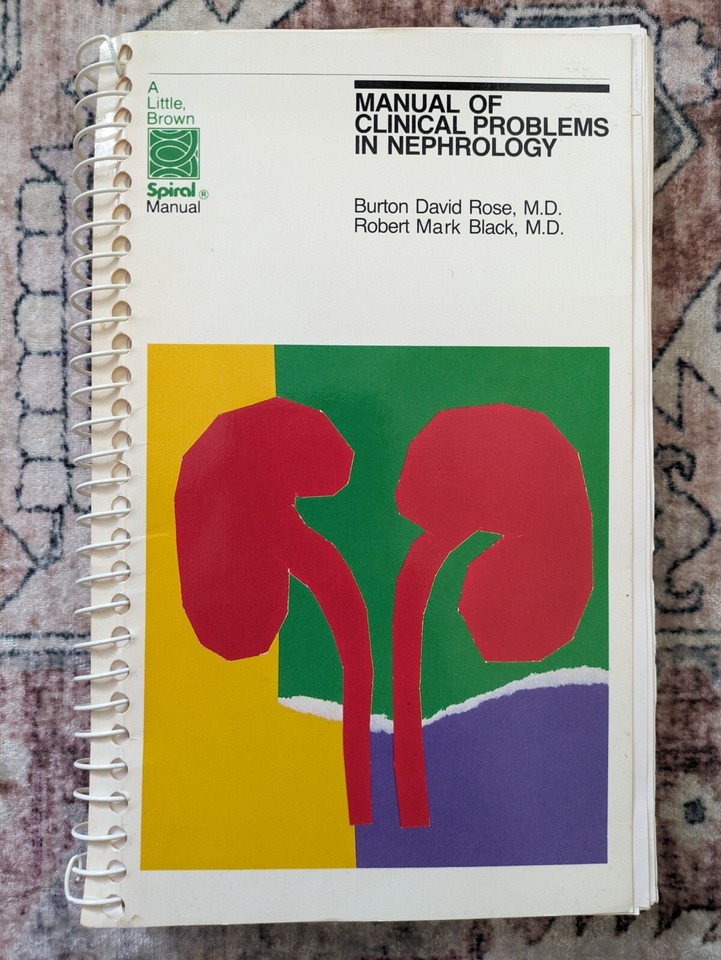 A
Little,
Brown
Spiral ®
Manual
MANUAL OF
CLINICAL PROBLEMS
IN NEPHROLOGY
Burton David Rose, M.D.
Robert Mark Black, M.D.